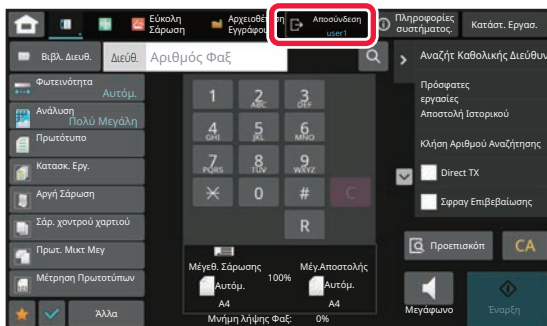 Εύκολη Σάρωση
Αρχειοθέτηση Εγγράφου
Αποσύνδεση
user1
Πληροφορίες συστήματος.
Κατάστ. Εργασ.
Βιβλ. Διευθ.
Διεύθ.
Αριθμός Φαξ
Αναζήτ Καθολικής Διεύθυν
Φωτεινότητα
Αυτόμ.
Ανάλυση
Πολύ Μεγάλη
Πρωτότυπο
Κατασκ. Εργ.
Αργή Σάρωση
Σάρ. χοντρού χαρτιού
Πρωτ. Μικτ Μεγ
Μέτρηση Πρωτοτύπων
Άλλα
1
2
ABC
3
DEF
4
GHI
5
JKL
6
MNO
7
PQRS
8
TUV
9
WXYZ
0
#
C
R
Μέγεθ. Σάρωσης
Αυτόμ.
A4
100%
Μέγ.Αποστολής
Αυτόμ.
A4
Μνήμη λήψης Φαξ: 0%
Πρόσφατες
εργασίες
Αποστολή Ιστορικού
Κλήση Αριθμού Αναζήτησης
Direct TX
Σφραγ Επιβεβαίωσης
Προεπισκόπ
CA
Μεγάφωνο
Έναρξη